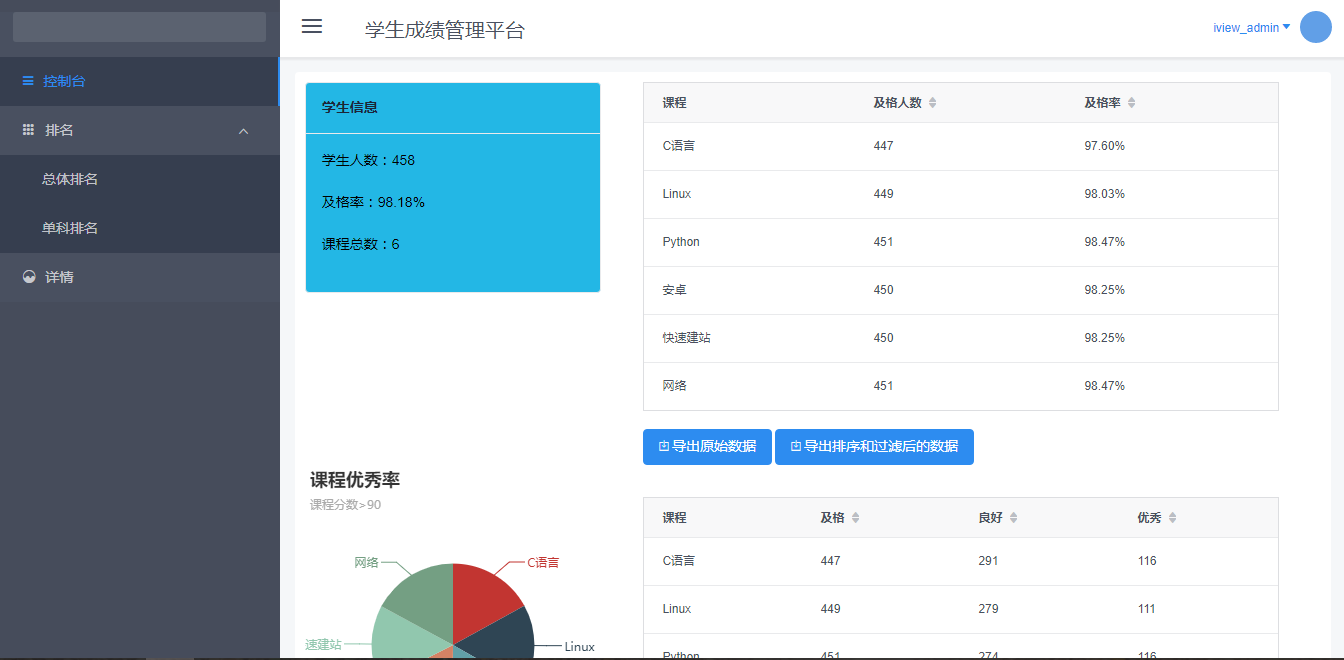 学生成绩管理平台
iview_admin
控制台
排名
总体排名
单科排名
详情
学生信息
学生人数：458
及格率：98.18%
课程总数：6
课程 及格人数 及格率
C语言 447 97.60%
Linux 449 98.03%
Python 451 98.47%
安卓 450 98.25%
快速建站 450 98.25%
网络 451 98.47%
导出原始数据 导出排序和过滤后的数据
课程优秀率
课程分数>90
网络
C语言
速建站
Linux
课程 及格 良好 优秀
C语言 447 291 116
Linux 449 279 111
Python 451 274 116